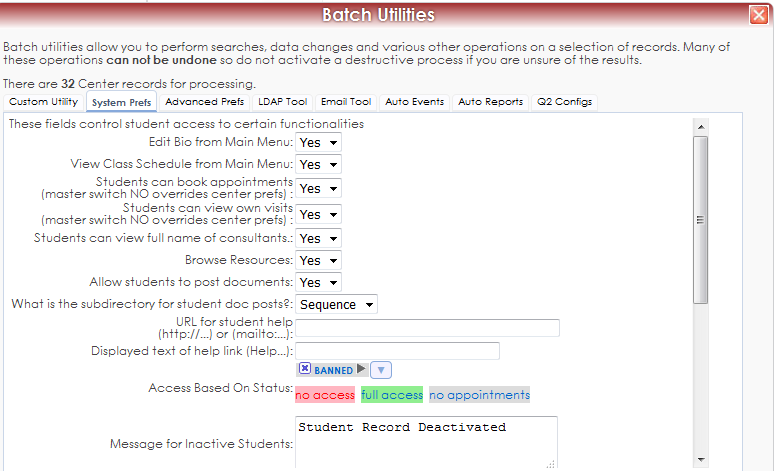 Batch Utilities
Batch utilities allow you to perform searches, data changes and various other operations on a selection of records. Many of
these operations can not be undone so do not activate a destructive process if you are unsure of the results.
There are 32 Center records for processing.
Custom Utility System Prefs Advanced Prefs LDAP Tool Email Tool Auto Events Auto Reports Q2 Configs
These fields control student access to certain functionalities
Edit Bio from Main Menu: Yes
View Class Schedule from Main Menu: Yes
Students can book appointments
(master switch NO overrides center prefs) : Yes
Students can view own visits
(master switch NO overrides center prefs) : Yes
Students can view full name of consultants.: Yes
Browse Resources: Yes
Allow students to post documents: Yes
What is the subdirectory for student doc posts?: Sequence
URL for student help
(http://...) or (mailto:...):
Displayed text of help link (Help...):
BANNED
Access Based On Status:
no access full access no appointments
Message for Inactive Students: Student Record Deactivated